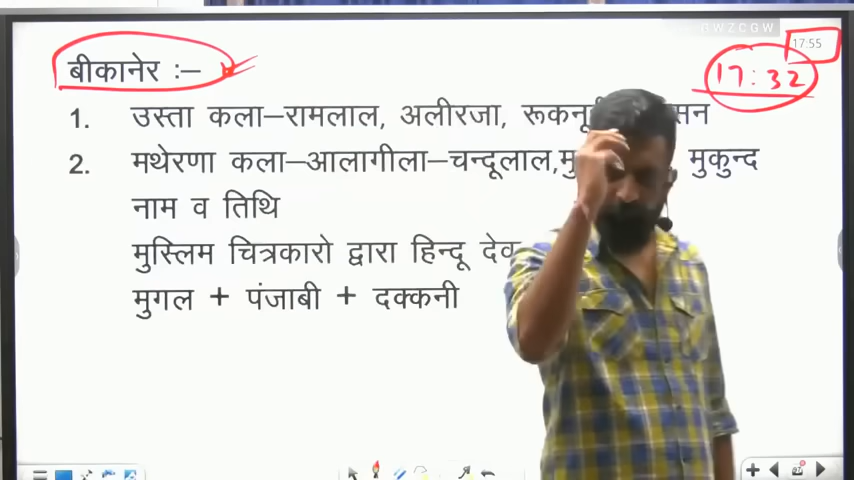 GWZCGW
17:55
17:32
बीकानेर :–
1. उस्ता कला–रामलाल, अलीरजा,
2. मथेरणा कला–आलागीला–चन्दूलाल, मुकुन्द
नाम व तिथि
मुस्लिम चित्रकारो द्वारा हिन्दू
मुगल + पंजाबी + दक्कनी